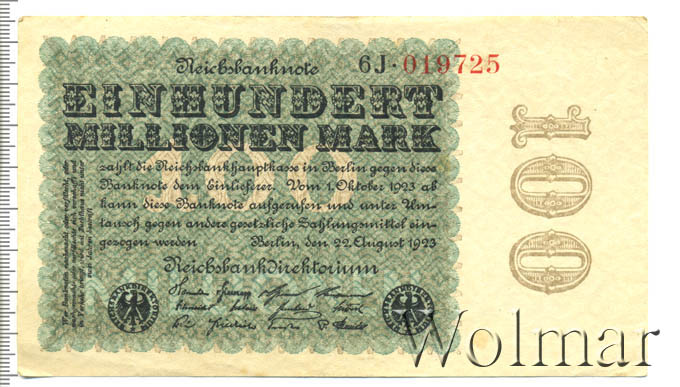 Reichsbanknote 6J·019725
EINHUNDERT
MILLIONEN MARK
zahlt die Reichsbankhauptkasse in Berlin gegen diese
Banknote dem Einlieferer. Vom 1. Oktober 1923 ab
kann diese Banknote aufgerufen und unter Um-
tausch gegen andere gesetzliche Zahlungsmittel ein-
gezogen werden Berlin, den 22. August 1923
Reichsbankdirektorium
100
Wolmar